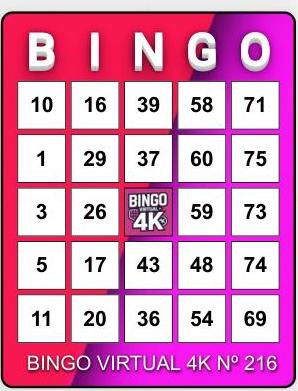 B I N G O
10 16 39 58 71
1 29 37 60 75
3 26 BINGO VIRTUAL 4K 59 73
5 17 43 48 74
11 20 36 54 69
BINGO VIRTUAL 4K Nº 216